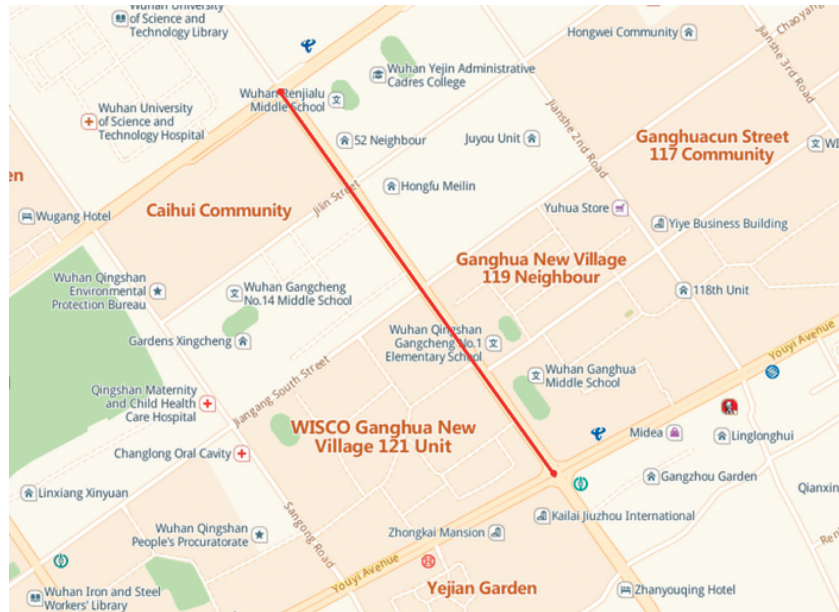 Wuhan University
of Science and
Technology Library
Hongwei Community
Chaoyang
Jianshe 3rd Road
Wuhan Yejin Administrative
Cadres College
Wuhan Renjialu
Middle School
Wuhan University
of Science and
Technology Hospital
52 Neighbour
Juyou Unit
Jianshe 2nd Road
Ganghuacun Street
117 Community
WI
en
Hongfu Meilin
Jilin Street
Caihui Community
Wugang Hotel
Yuhua Store
Yiye Business Building
Ganghua New Village
119 Neighbour
Wuhan Qingshan
Environmental
Protection Bureau
Wuhan Gangcheng
No.14 Middle School
118th Unit
Gardens Xingcheng
Wuhan Qingshan
Gangcheng No.1
Elementary School
Youyi Avenue
Jiangang South Street
Wuhan Ganghua
Middle School
Qingshan Maternity
and Child Health
Care Hospital
WISCO Ganghua New
Village 121 Unit
Midea
Linglonghui
Changlong Oral Cavity
Gangzhou Garden
Qianxin
Linxiang Xinyuan
Sangong Road
Kailai Jiuzhou International
Wuhan Qingshan
People's Procuratorate
Zhongkai Mansion
Ren
Youyi Avenue
Yejian Garden
Zhanyouqing Hotel
Wuhan Iron and Steel
Workers' Library